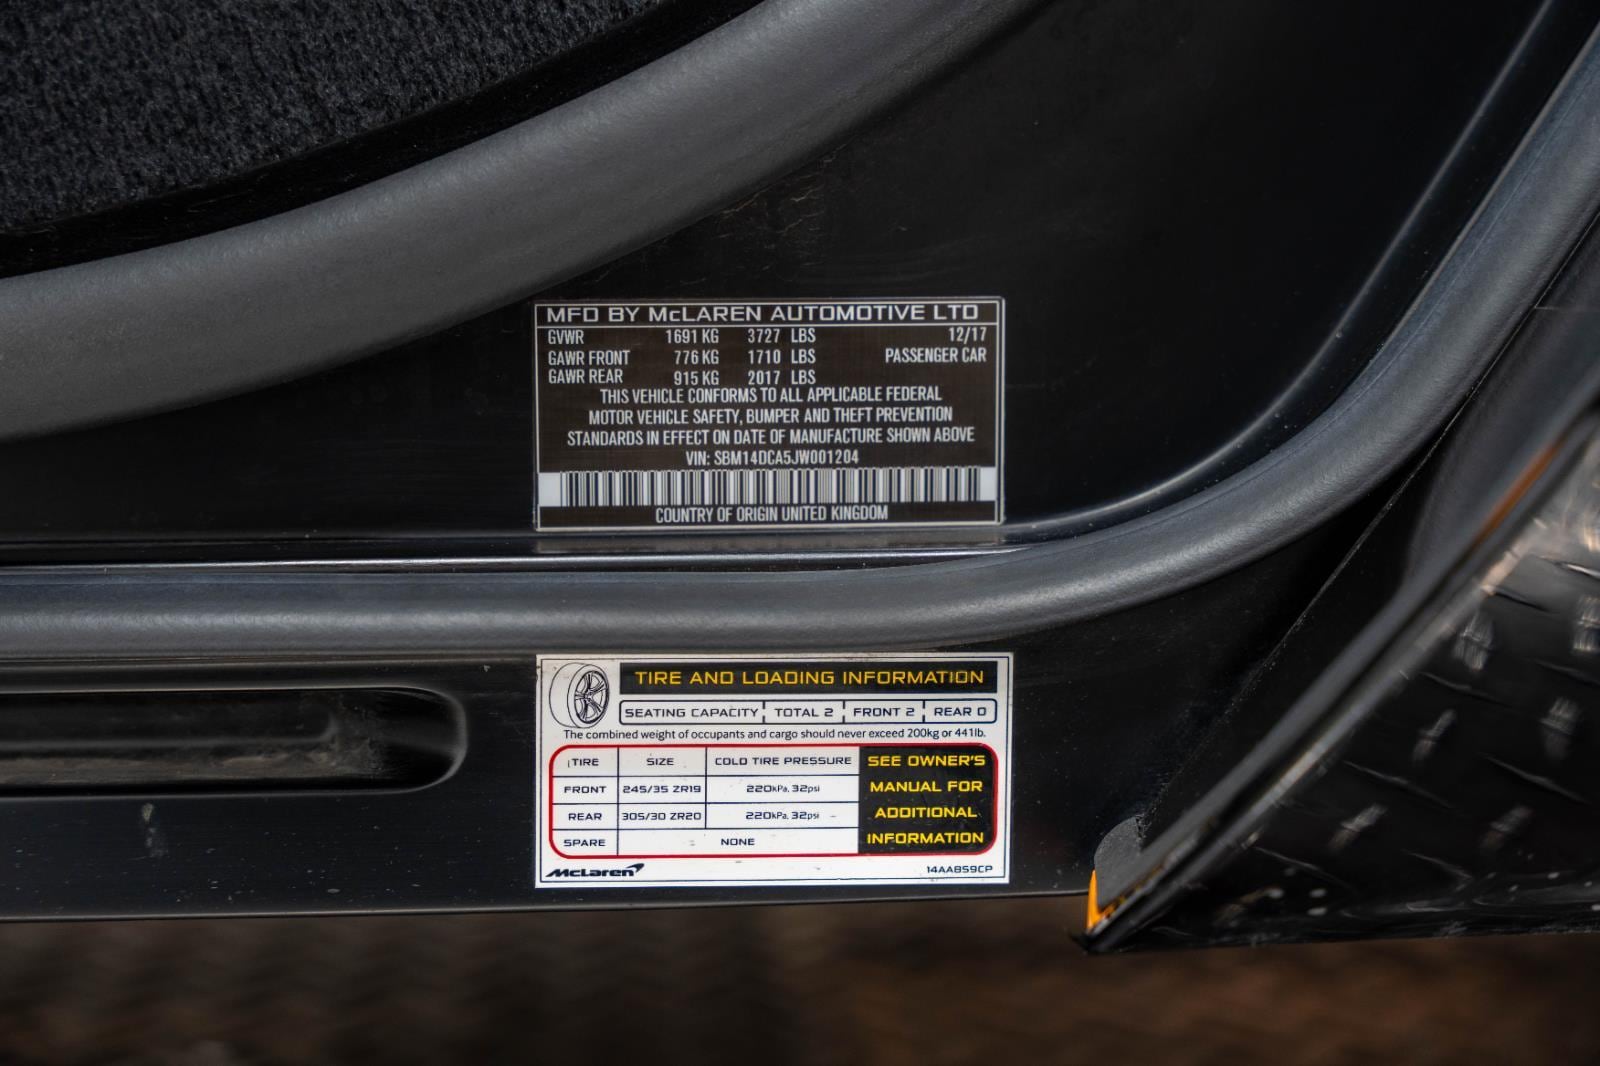 MFD BY McLAREN AUTOMOTIVE LTD
GVWR 1691 KG 3727 LBS 12/17
GAWR FRONT 776 KG 1710 LBS PASSENGER CAR
GAWR REAR 915 KG 2017 LBS
THIS VEHICLE CONFORMS TO ALL APPLICABLE FEDERAL
MOTOR VEHICLE SAFETY, BUMPER AND THEFT PREVENTION
STANDARDS IN EFFECT ON DATE OF MANUFACTURE SHOWN ABOVE
VIN: SBM14DCA5JW001204
COUNTRY OF ORIGIN UNITED KINGDOM
TIRE AND LOADING INFORMATION
SEATING CAPACITY TOTAL 2 FRONT 2 REAR 0
The combined weight of occupants and cargo should never exceed 200kg or 441lb.
TIRE SIZE COLD TIRE PRESSURE
FRONT 245/35 ZR19 220kPa, 32psi
REAR 305/30 ZR20 220kPa, 32psi
SPARE NONE
SEE OWNER'S
MANUAL FOR
ADDITIONAL
INFORMATION
McLaren 14AA859CP